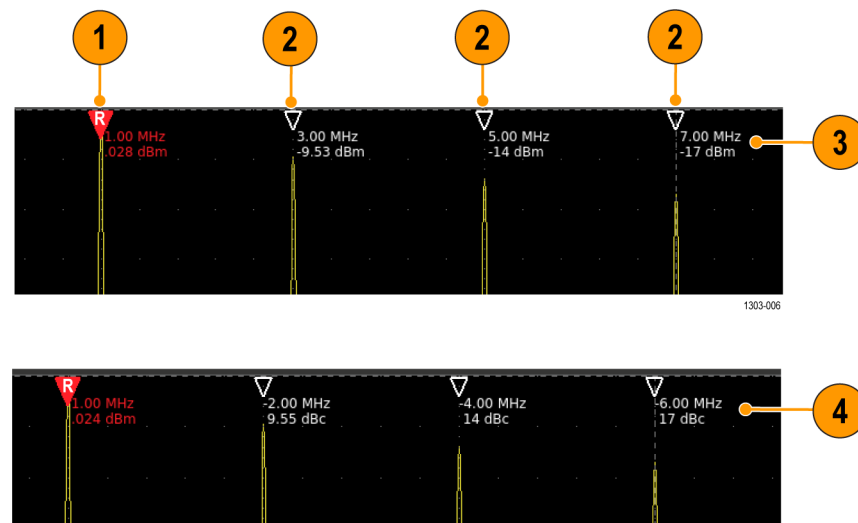 1 2 2 2
R
1.00 MHz 3.00 MHz 5.00 MHz 7.00 MHz
.028 dBm -9.53 dBm -14 dBm -17 dBm
3
1303-006
R
1.00 MHz -2.00 MHz -4.00 MHz -6.00 MHz
.024 dBm 9.55 dBc 14 dBc 17 dBc
4